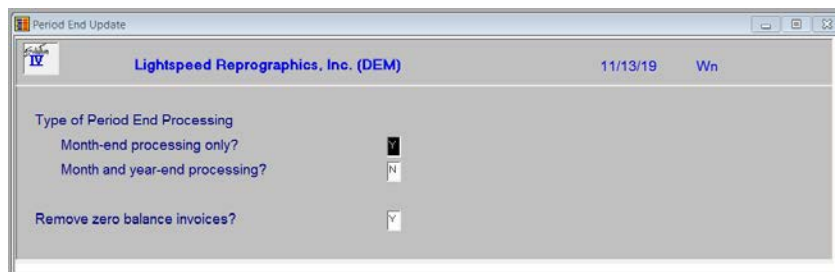 Period End Update
IV
Lightspeed Reprographics, Inc. (DEM) 11/13/19 Wn
Type of Period End Processing
Month-end processing only? Y
Month and year-end processing? N
Remove zero balance invoices? Y